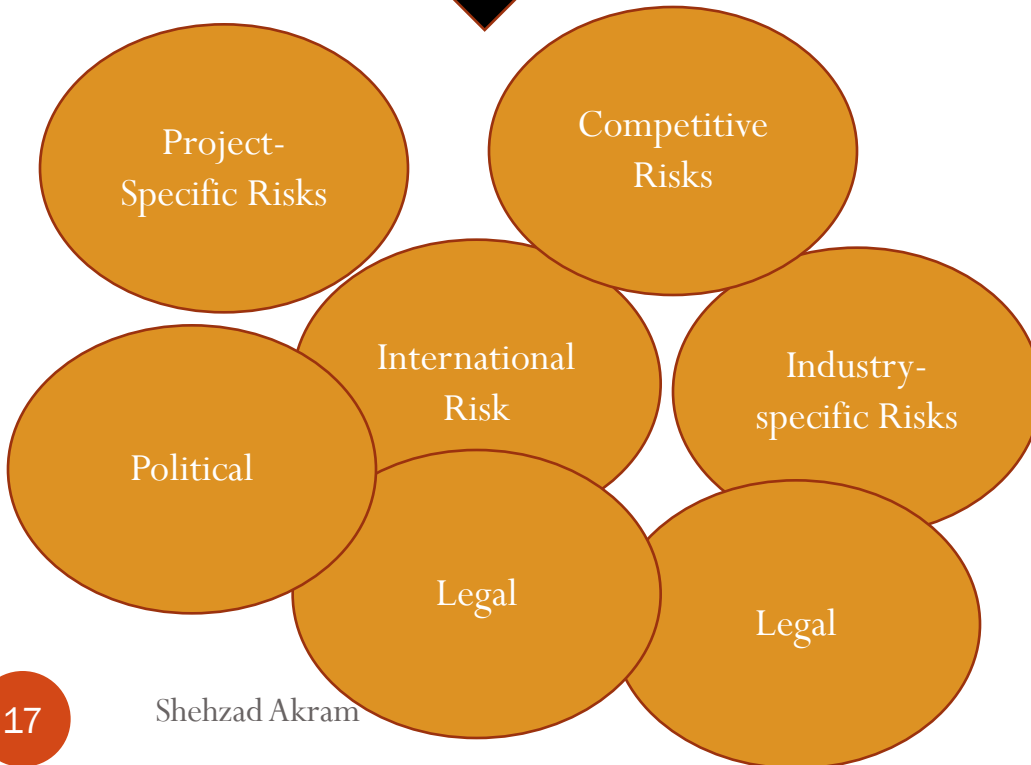 Project-
Specific Risks
Competitive
Risks
International
Risk
Industry-
specific Risks
Political
Legal
Legal
17
Shehzad Akram